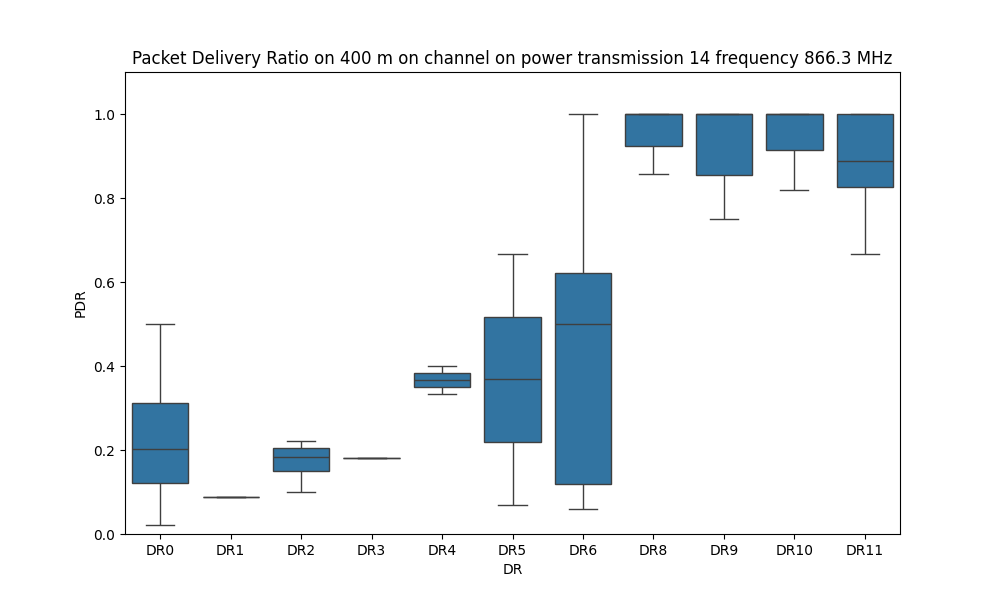 Packet Delivery Ratio on 400 m on channel on power transmission 14 frequency 866.3 MHz
1.0
0.8
0.6
0.4
0.2
0.0
PDR
DR0 DR1 DR2 DR3 DR4 DR5 DR6 DR8 DR9 DR10 DR11
DR